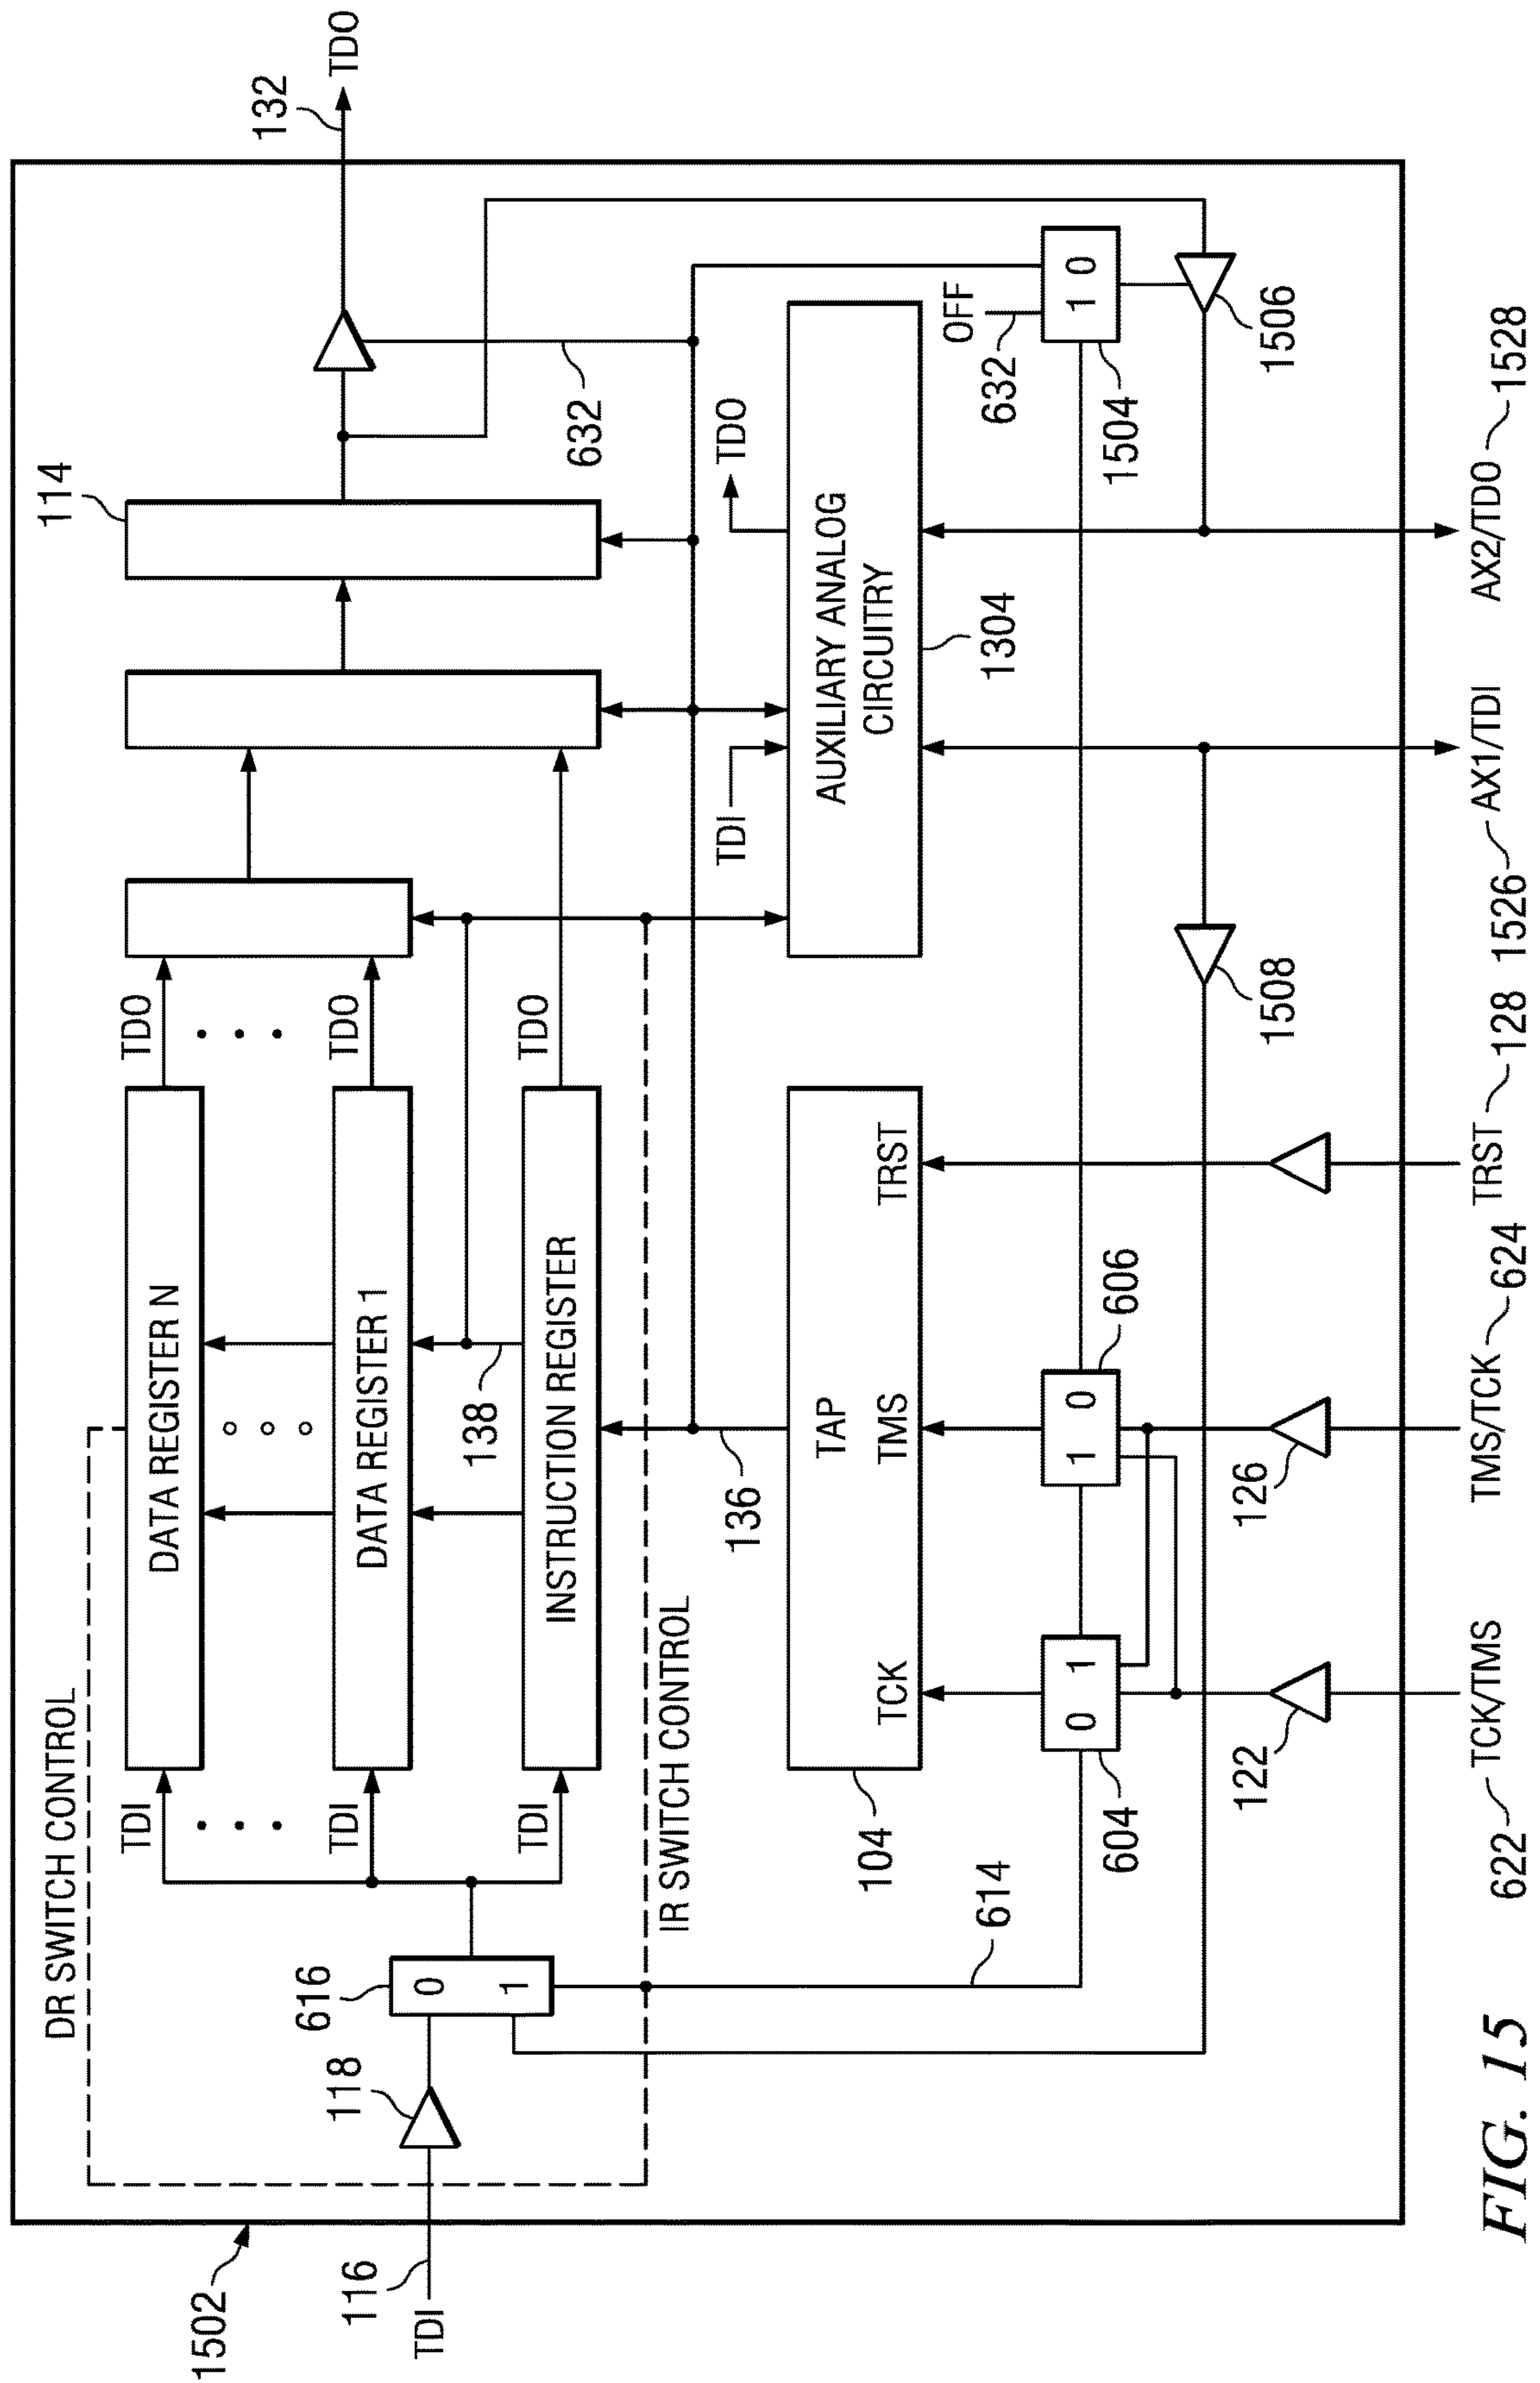 1502
116
TDI
118
616
0
1
DR SWITCH CONTROL
IR SWITCH CONTROL
TDI
TDI
TDI
DATA REGISTER N
DATA REGISTER 1
INSTRUCTION REGISTER
138
TDO
TDO
TDO
114
632
132
TDO
136
614
104
TAP
TCK
TMS
TRST
TDI
TDO
AUXILIARY ANALOG
CIRCUITRY
1304
OFF
632
1 0
1504
1506
1508
0 1
604
1 0
606
122
126
622 TCK/TMS
TMS/TCK 624
TRST 128
1526 AX1/TDI
AX2/TDO 1528
FIG. 15